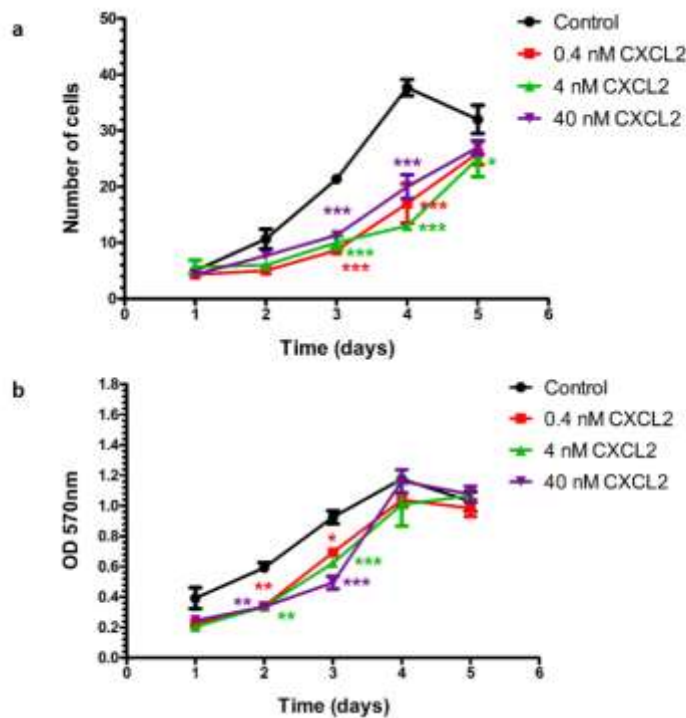 a
50
40
30
20
10
0
Number of cells
0 1 2 3 4 5 6
Time (days)
Control
0.4 nM CXCL2
4 nM CXCL2
40 nM CXCL2
***
***
***
***
***
***
*
b
1.8
1.6
1.4
1.2
1.0
0.8
0.6
0.4
0.2
0.0
OD 570nm
0 1 2 3 4 5 6
Time (days)
Control
0.4 nM CXCL2
4 nM CXCL2
40 nM CXCL2
*
**
***
***
**
**